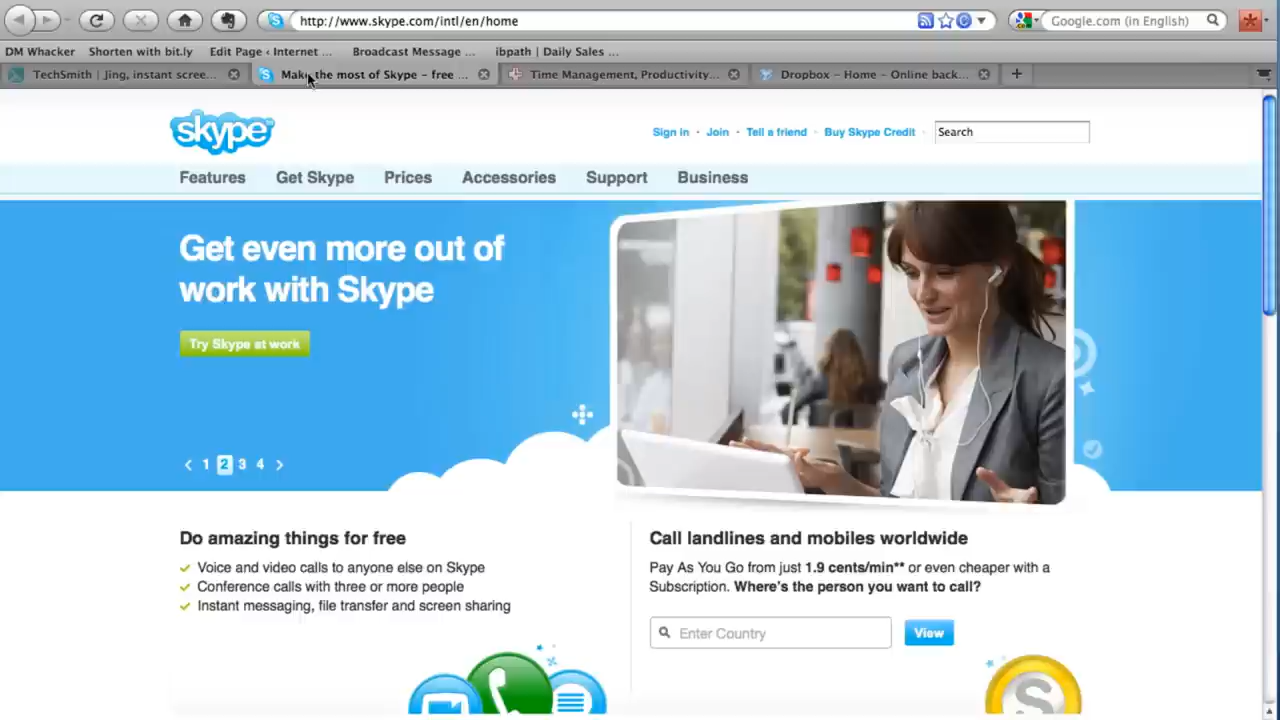 http://www.skype.com/intl/en/home
Google.com (in English)
DM Whacker Shorten with bit.ly Edit Page ‹ Internet ... Broadcast Message ... ibpath | Daily Sales ...
TechSmith | Jing, instant scree... Make the most of Skype – free ... Time Management, Productivity... Dropbox – Home – Online back...
skype™
Sign in · Join · Tell a friend · Buy Skype Credit Search
Features Get Skype Prices Accessories Support Business
Get even more out of
work with Skype
Try Skype at work
‹ 1 2 3 4 ›
Do amazing things for free
Voice and video calls to anyone else on Skype
Conference calls with three or more people
Instant messaging, file transfer and screen sharing
Call landlines and mobiles worldwide
Pay As You Go from just 1.9 cents/min** or even cheaper with a
Subscription. Where's the person you want to call?
Enter Country View
S